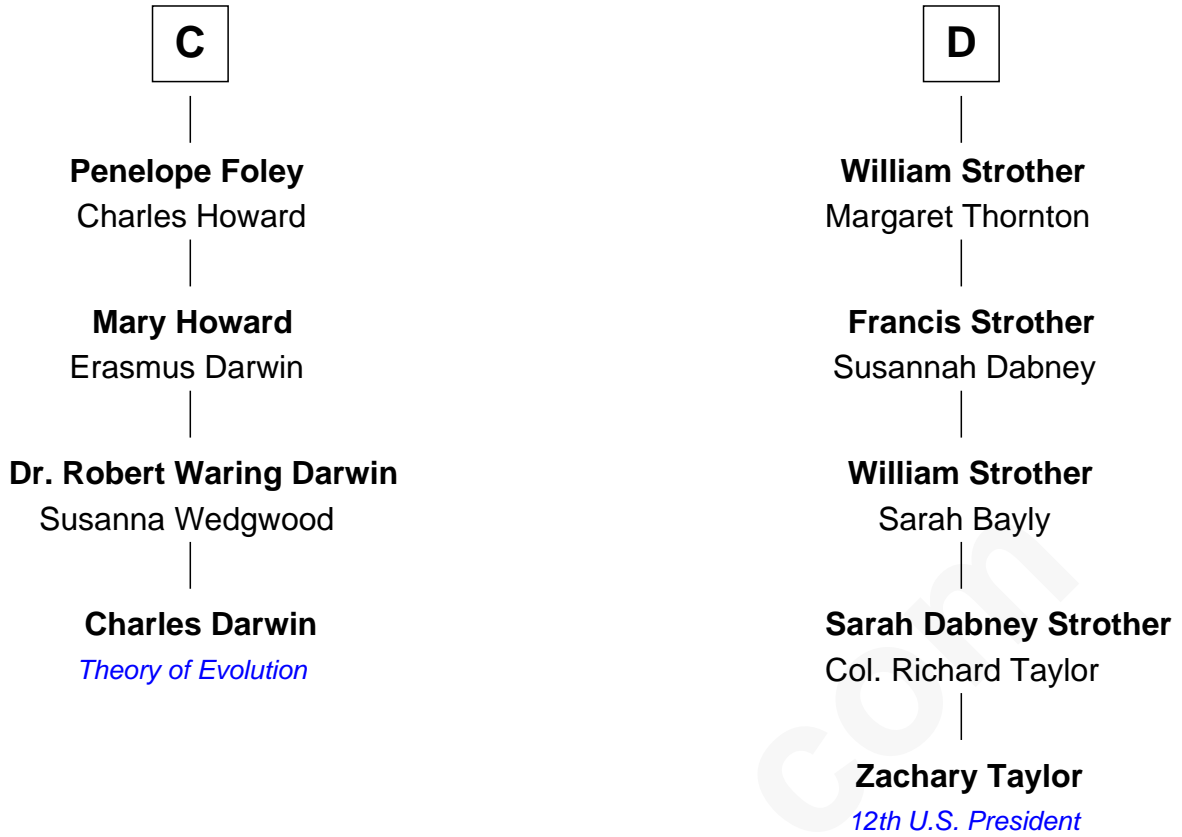 C
Penelope Foley
Charles Howard
Mary Howard
Erasmus Darwin
Dr. Robert Waring Darwin
Susanna Wedgwood
Charles Darwin
Theory of Evolution
D
William Strother
Margaret Thornton
Francis Strother
Susannah Dabney
William Strother
Sarah Bayly
Sarah Dabney Strother
Col. Richard Taylor
Zachary Taylor
12th U.S. President
com